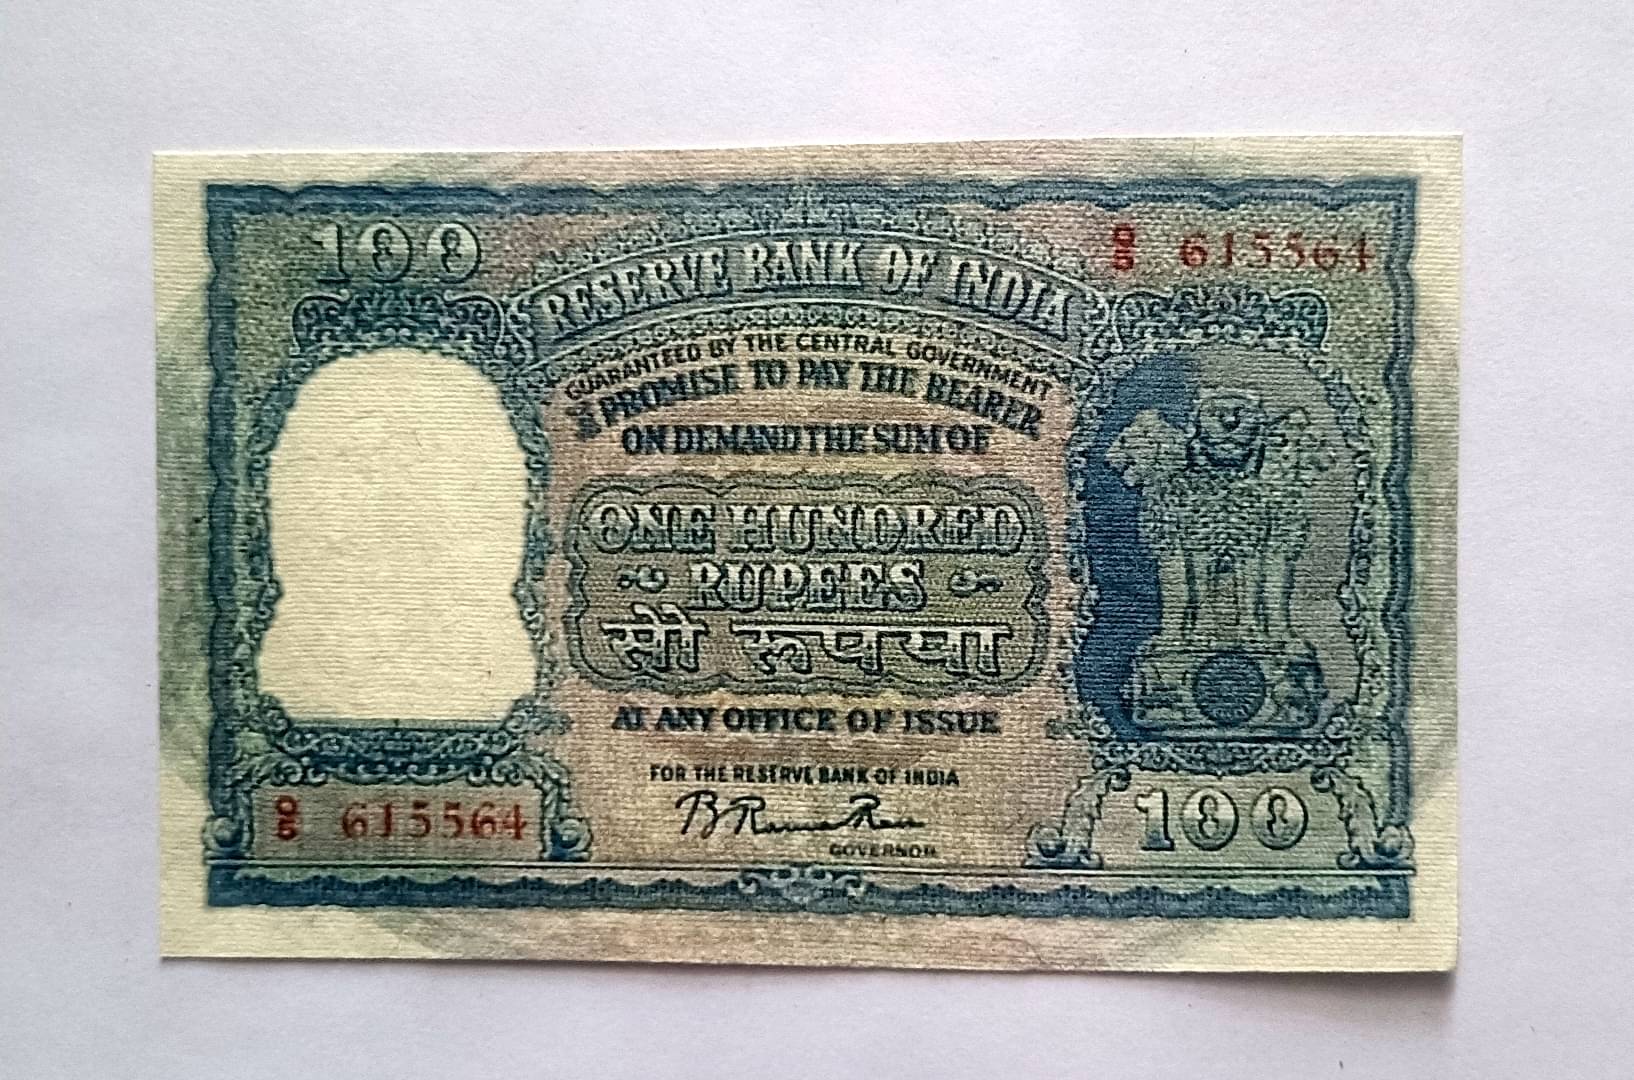 100
0/5 615564
RESERVE BANK OF INDIA
GUARANTEED BY THE CENTRAL GOVERNMENT
I PROMISE TO PAY THE BEARER
ON DEMAND THE SUM OF
ONE HUNDRED
RUPEES
सौ रूपया
AT ANY OFFICE OF ISSUE
FOR THE RESERVE BANK OF INDIA
B Rama Rau
GOVERNOR
615564
100